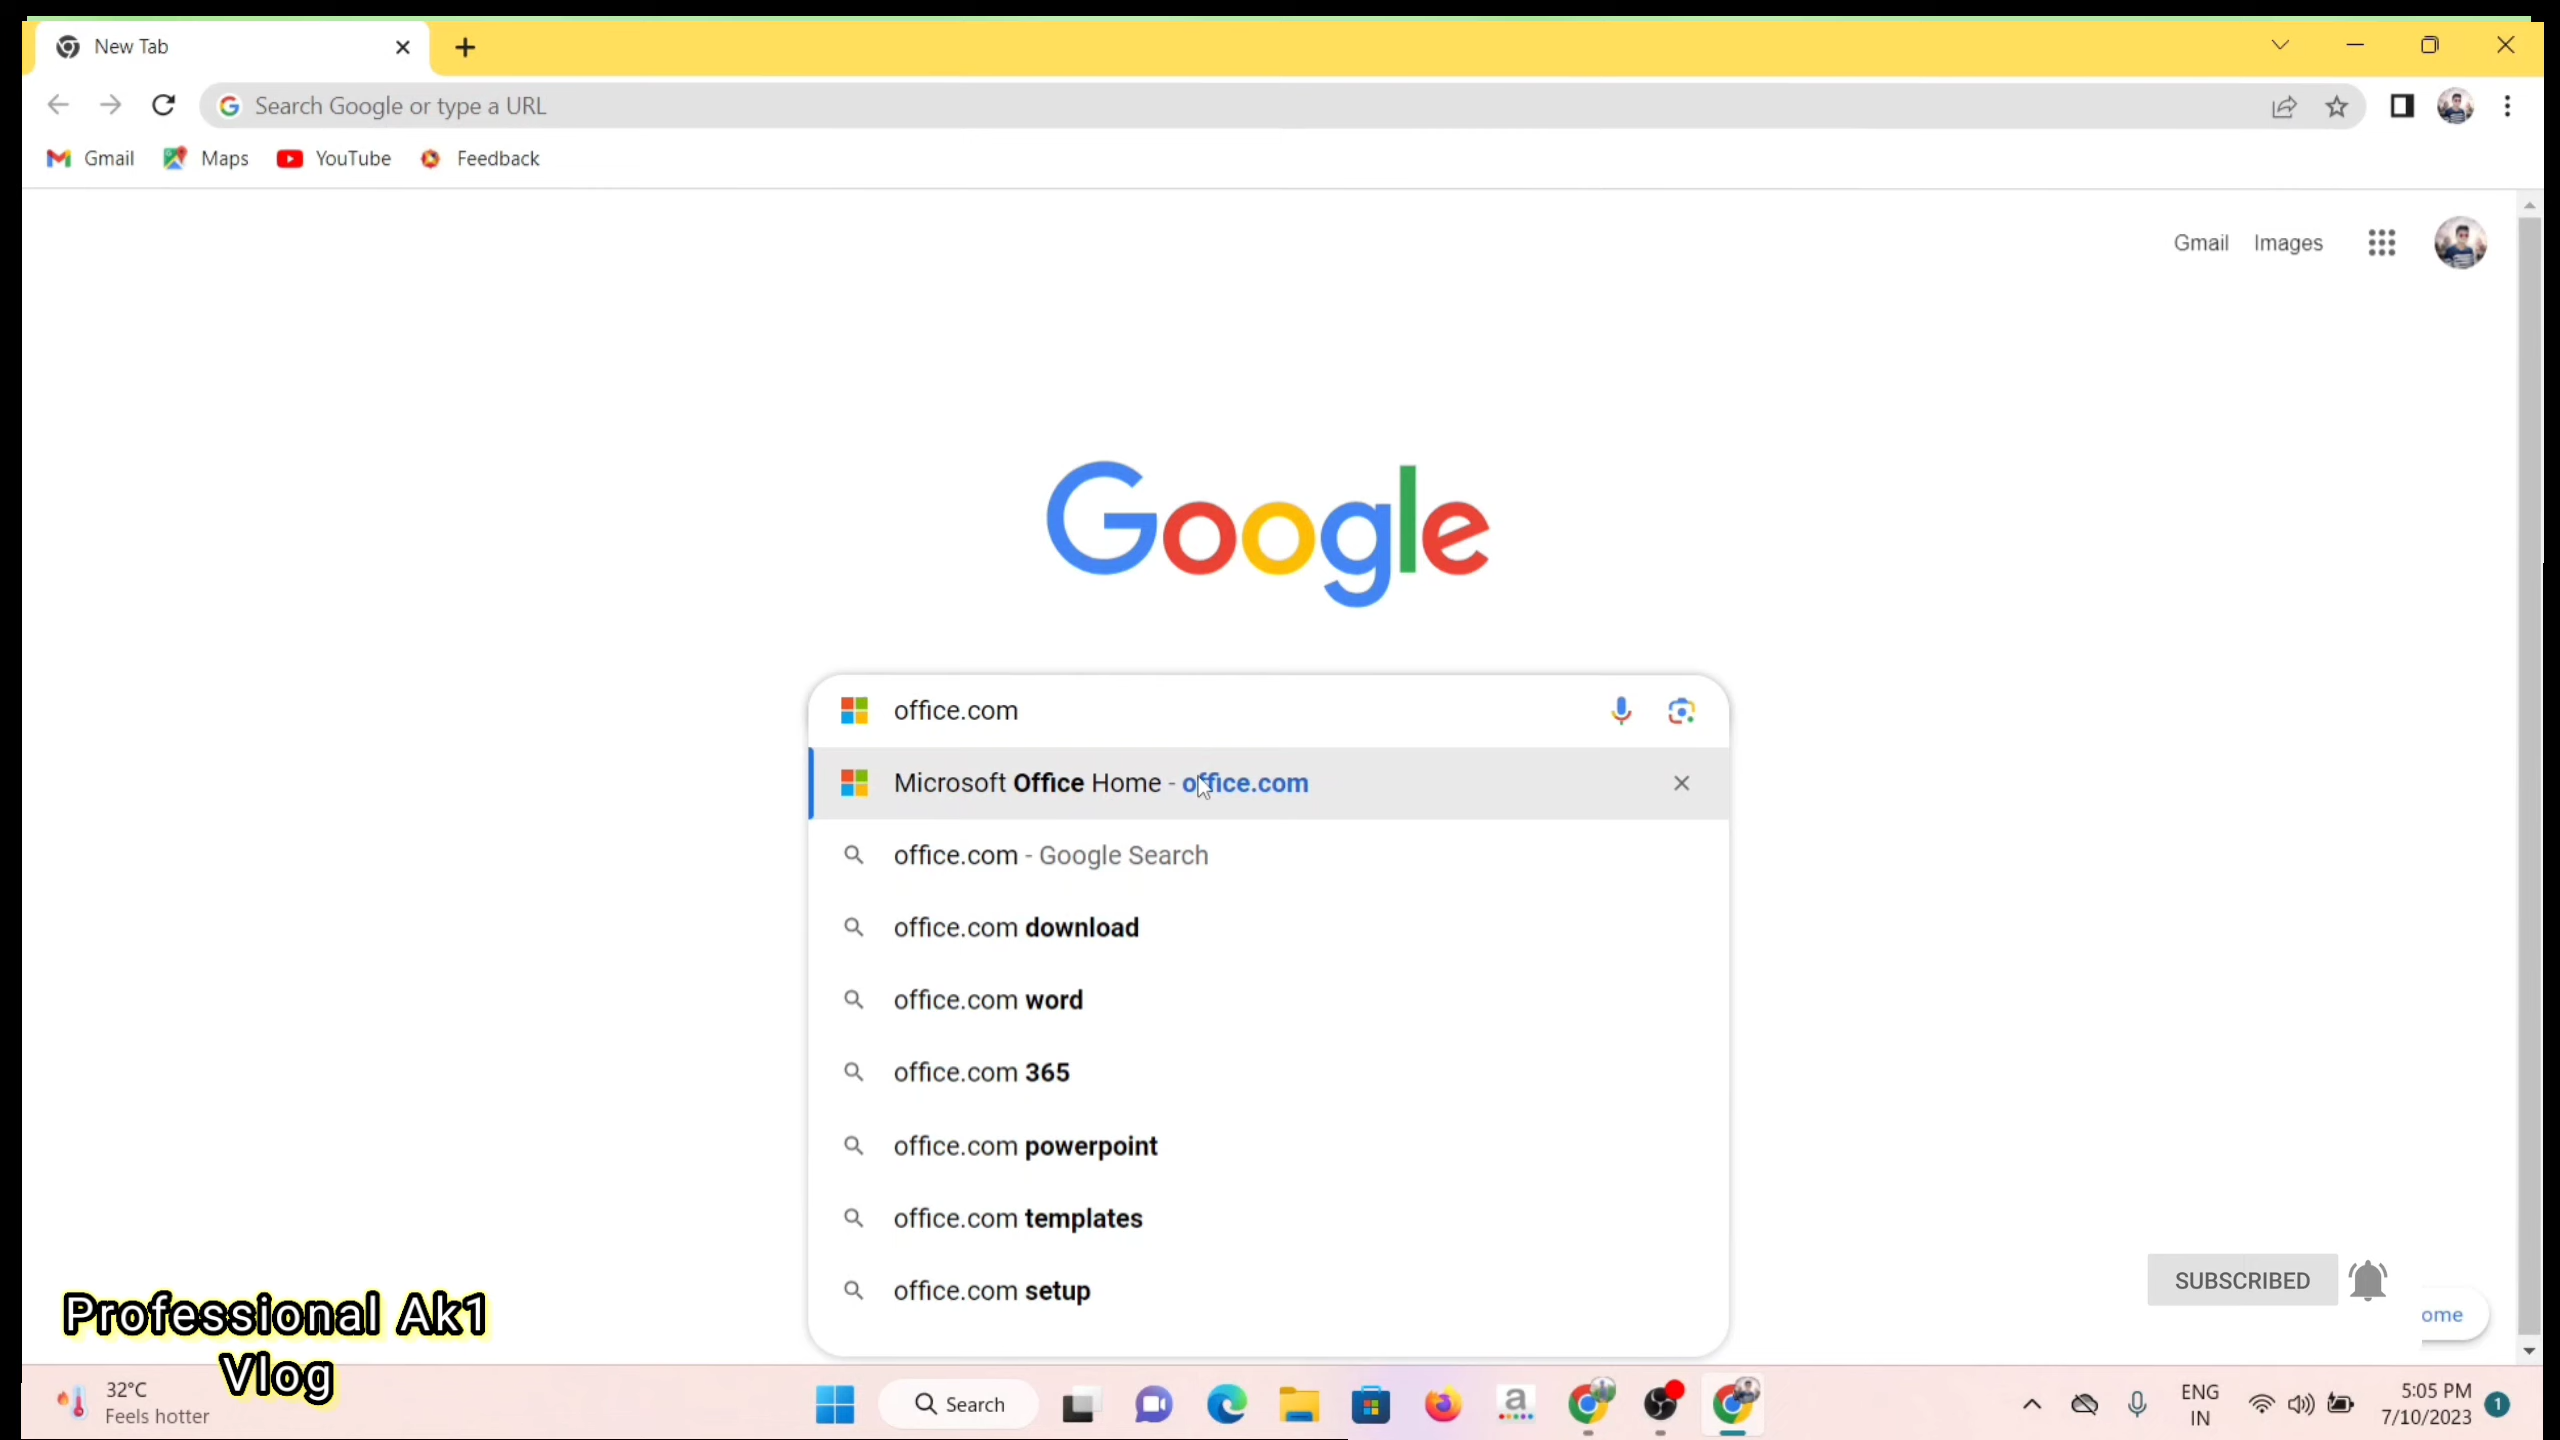 New Tab
Search Google or type a URL
Gmail
Maps
YouTube
Feedback
Gmail
Images
Google
office.com
Microsoft Office Home - office.com
office.com - Google Search
office.com download
office.com word
office.com 365
office.com powerpoint
office.com templates
office.com setup
SUBSCRIBED
ome
Professional Ak1
Vlog
32°C
Feels hotter
Search
a
ENG
IN
5:05 PM
7/10/2023
1